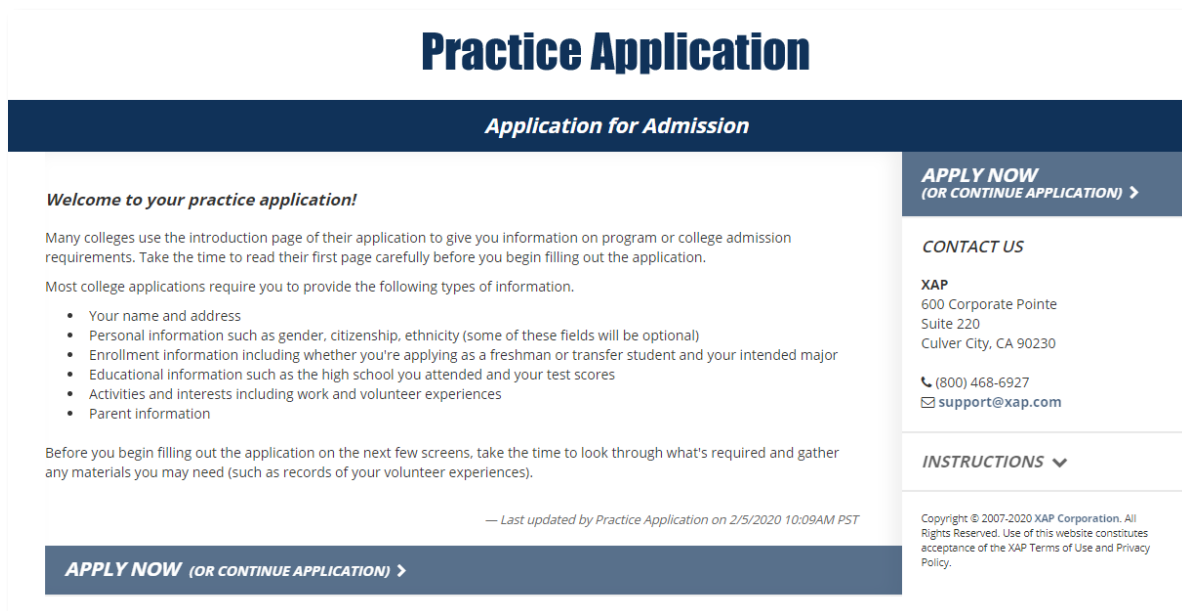 Practice Application
Application for Admission
Welcome to your practice application!
Many colleges use the introduction page of their application to give you information on program or college admission
requirements. Take the time to read their first page carefully before you begin filling out the application.
Most college applications require you to provide the following types of information.
• Your name and address
• Personal information such as gender, citizenship, ethnicity (some of these fields will be optional)
• Enrollment information including whether you're applying as a freshman or transfer student and your intended major
• Educational information such as the high school you attended and your test scores
• Activities and interests including work and volunteer experiences
• Parent information
Before you begin filling out the application on the next few screens, take the time to look through what's required and gather
any materials you may need (such as records of your volunteer experiences).
— Last updated by Practice Application on 2/5/2020 10:09AM PST
APPLY NOW (OR CONTINUE APPLICATION)
APPLY NOW
(OR CONTINUE APPLICATION)
CONTACT US
XAP
600 Corporate Pointe
Suite 220
Culver City, CA 90230
(800) 468-6927
support@xap.com
INSTRUCTIONS
Copyright © 2007-2020 XAP Corporation. All
Rights Reserved. Use of this website constitutes
acceptance of the XAP Terms of Use and Privacy
Policy.